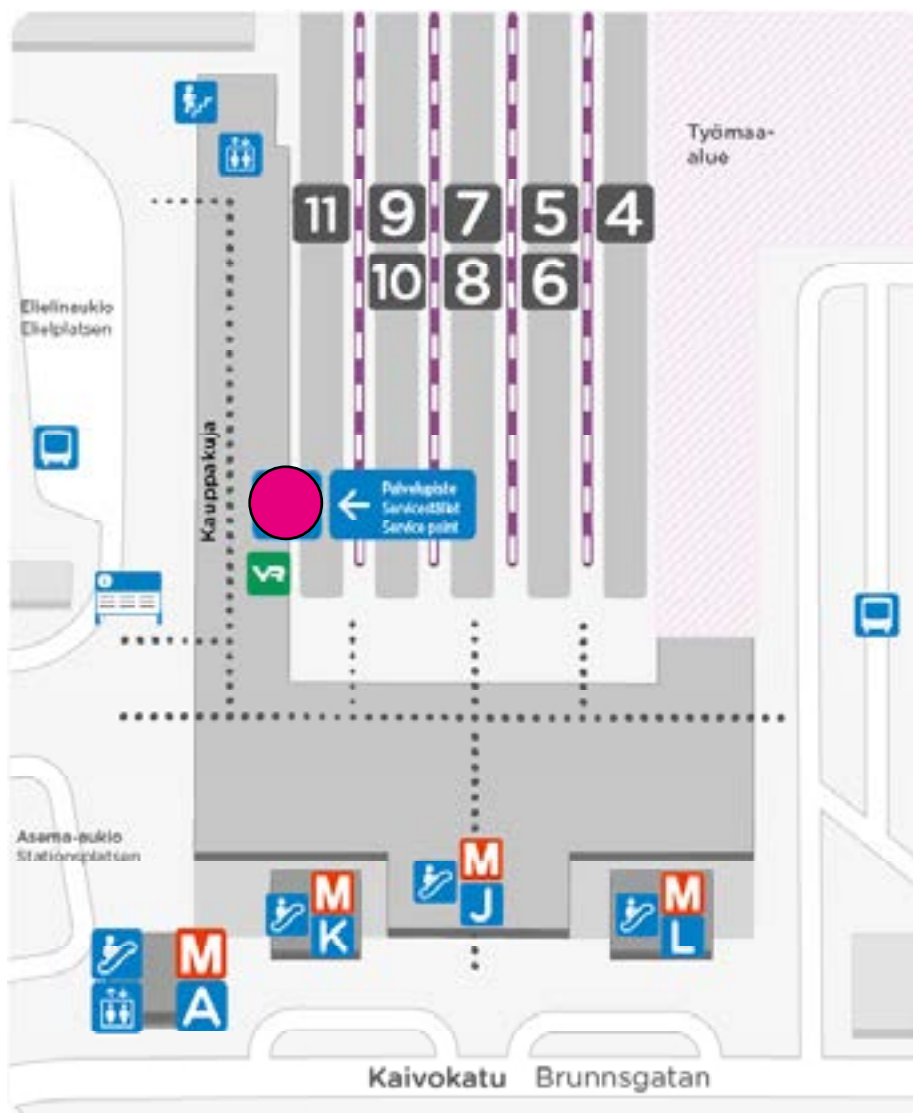 Työmaa-
alue
11
9
7
5
4
10
8
6
Elielinaukio
Elielplatsen
Kauppakuja
Palvelupiste
Serviceställe
Service point
VR
i
Asema-aukio
Stationsplatsen
M
J
M
K
M
L
M
A
Kaivokatu Brunnsgatan